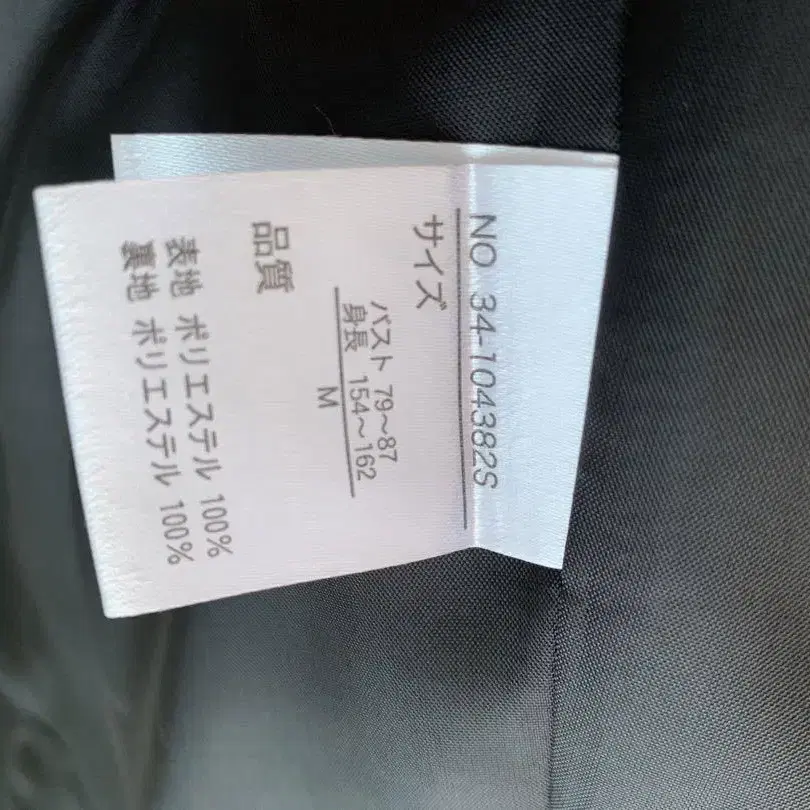 NO 34-104382S
サイズ
バスト 79～87
身長 154～162
M
品質
表地 ポリエステル 100%
裏地 ポリエステル 100%